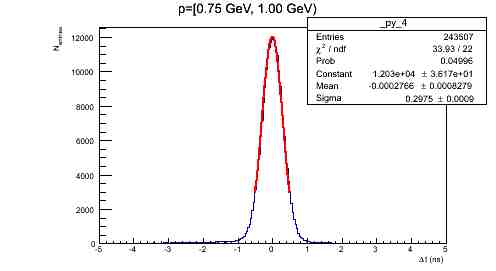 p=[0.75 GeV, 1.00 GeV)
_py_4
Entries 243507
χ² / ndf 33.93 / 22
Prob 0.04996
Constant 1.203e+04 ± 3.617e+01
Mean -0.0002766 ± 0.0008279
Sigma 0.2975 ± 0.0009
N entries
12000
10000
8000
6000
4000
2000
0
-5 -4 -3 -2 -1 0 1 2 3 4 5
Δt (ns)